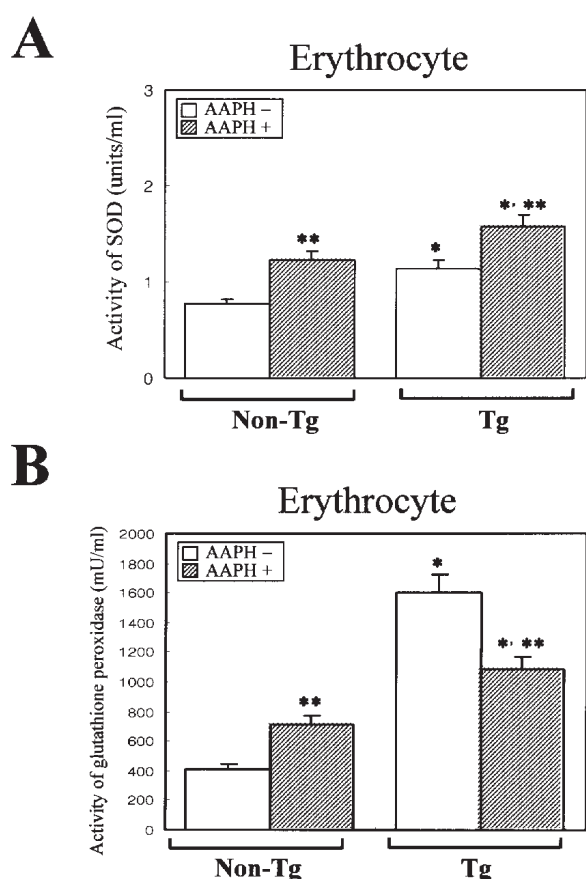 A
Erythrocyte
Activity of SOD (units/ml)
3
2
1
0
AAPH −
AAPH +
**
*
*, **
Non-Tg
Tg
B
Erythrocyte
Activity of glutathione peroxidase (mU/ml)
2000
1800
1600
1400
1200
1000
800
600
400
200
0
AAPH −
AAPH +
**
*
*, **
Non-Tg
Tg